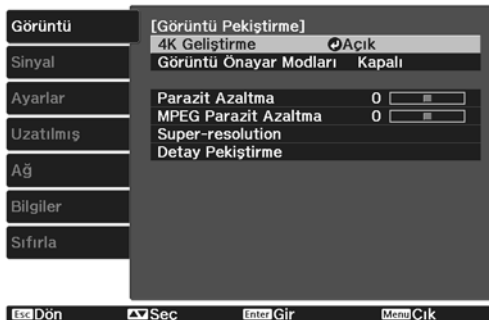 Görüntü
Sinyal
Ayarlar
Uzatılmış
Ağ
Bilgiler
Sıfırla
[Görüntü Pekiştirme]
4K Geliştirme Açık
Görüntü Önayar Modları Kapalı
Parazit Azaltma 0
MPEG Parazit Azaltma 0
Super-resolution
Detay Pekiştirme
Esc Dön Seç Enter Gir Menu Çık